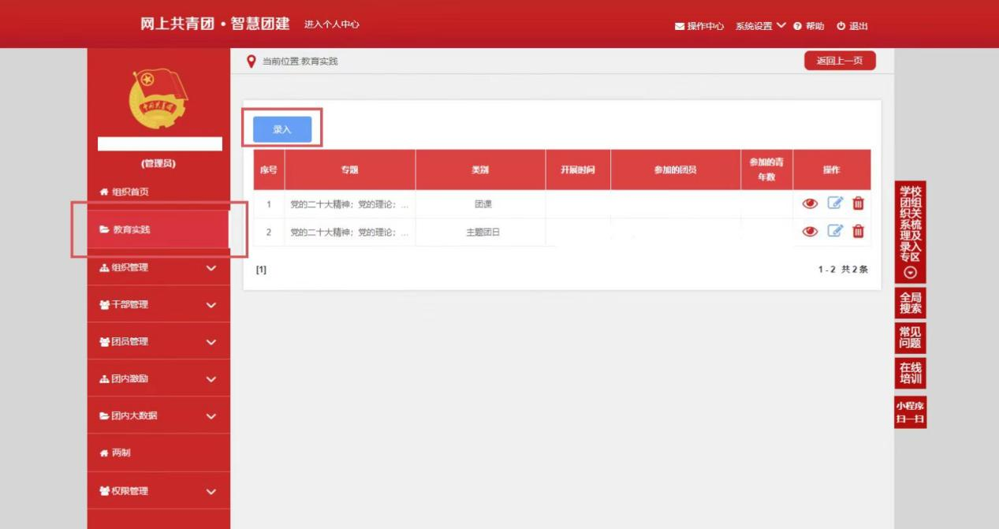 网上共青团·智慧团建 进入个人中心
操作中心 系统设置 帮助 退出
当前位置:教育实践
返回上一页
(管理员)
组织首页
教育实践
组织管理
干部管理
团员管理
团内激励
团内大数据
两制
权限管理
录入
序号 专题 类别 开展时间 参加的团员 参加的青年数 操作
1 党的二十大精神；党的理论；... 团课
2 党的二十大精神；党的理论；... 主题团日
[1]
1-2 共2条
学校
团组
织关
系梳
理及
录入
专区
全局
搜索
常见
问题
在线
培训
小程序
扫一扫